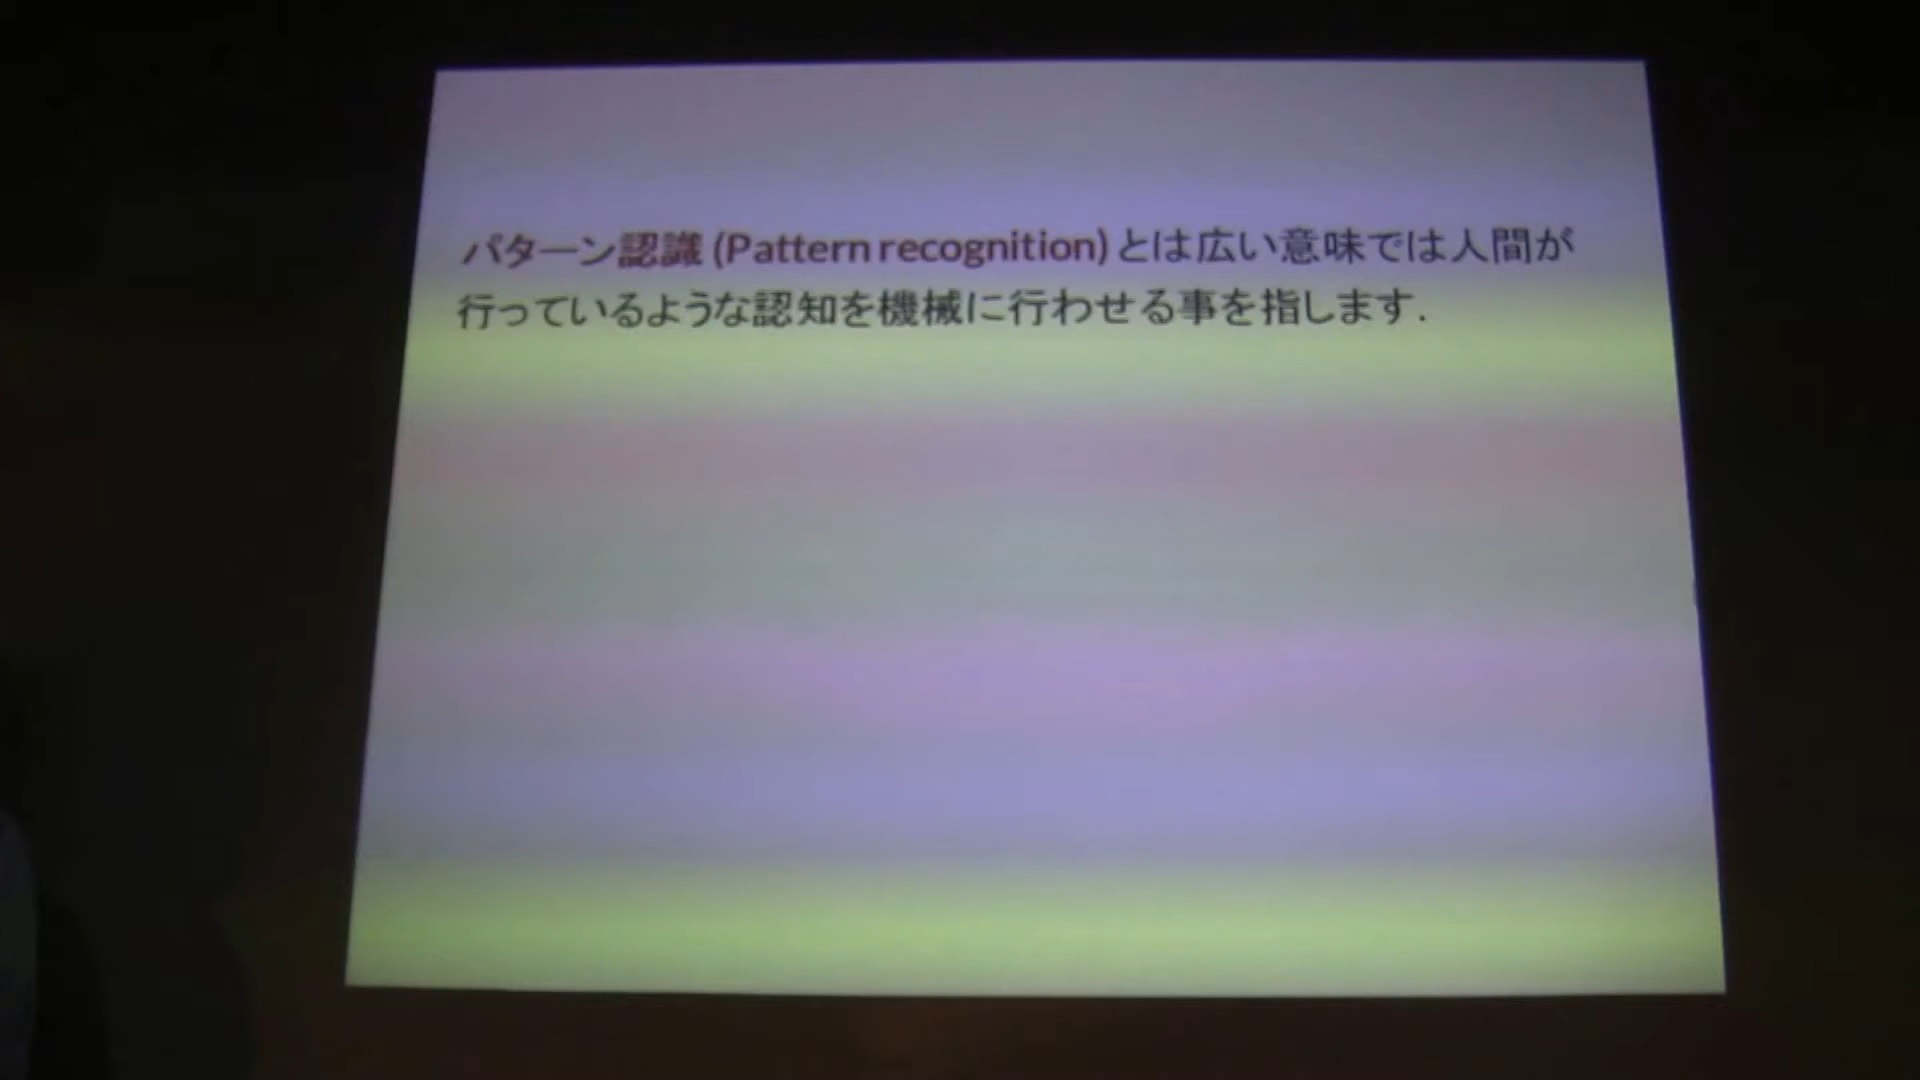 パターン認識 (Pattern recognition) とは広い意味では人間が
行っているような認知を機械に行わせる事を指します.